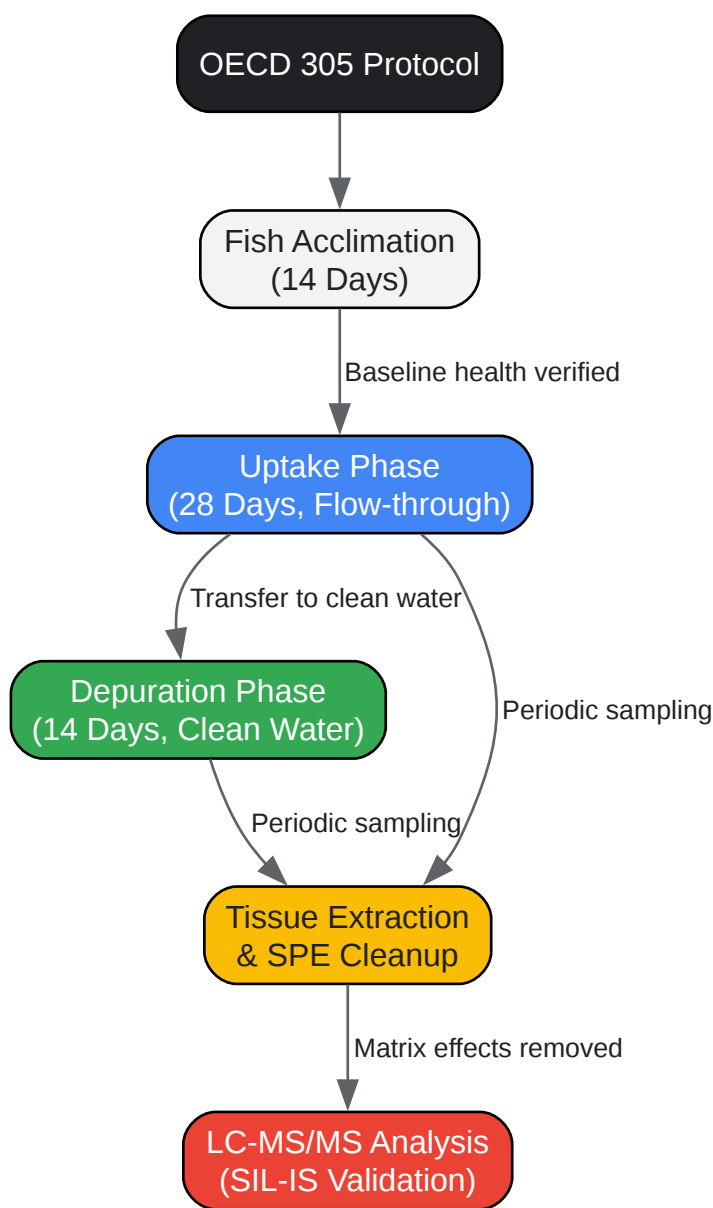 OECD 305 Protocol
Fish Acclimation
(14 Days)
Baseline health verified
Uptake Phase
(28 Days, Flow-through)
Transfer to clean water
Depuration Phase
(14 Days, Clean Water)
Periodic sampling
Periodic sampling
Tissue Extraction
& SPE Cleanup
Matrix effects removed
LC-MS/MS Analysis
(SIL-IS Validation)